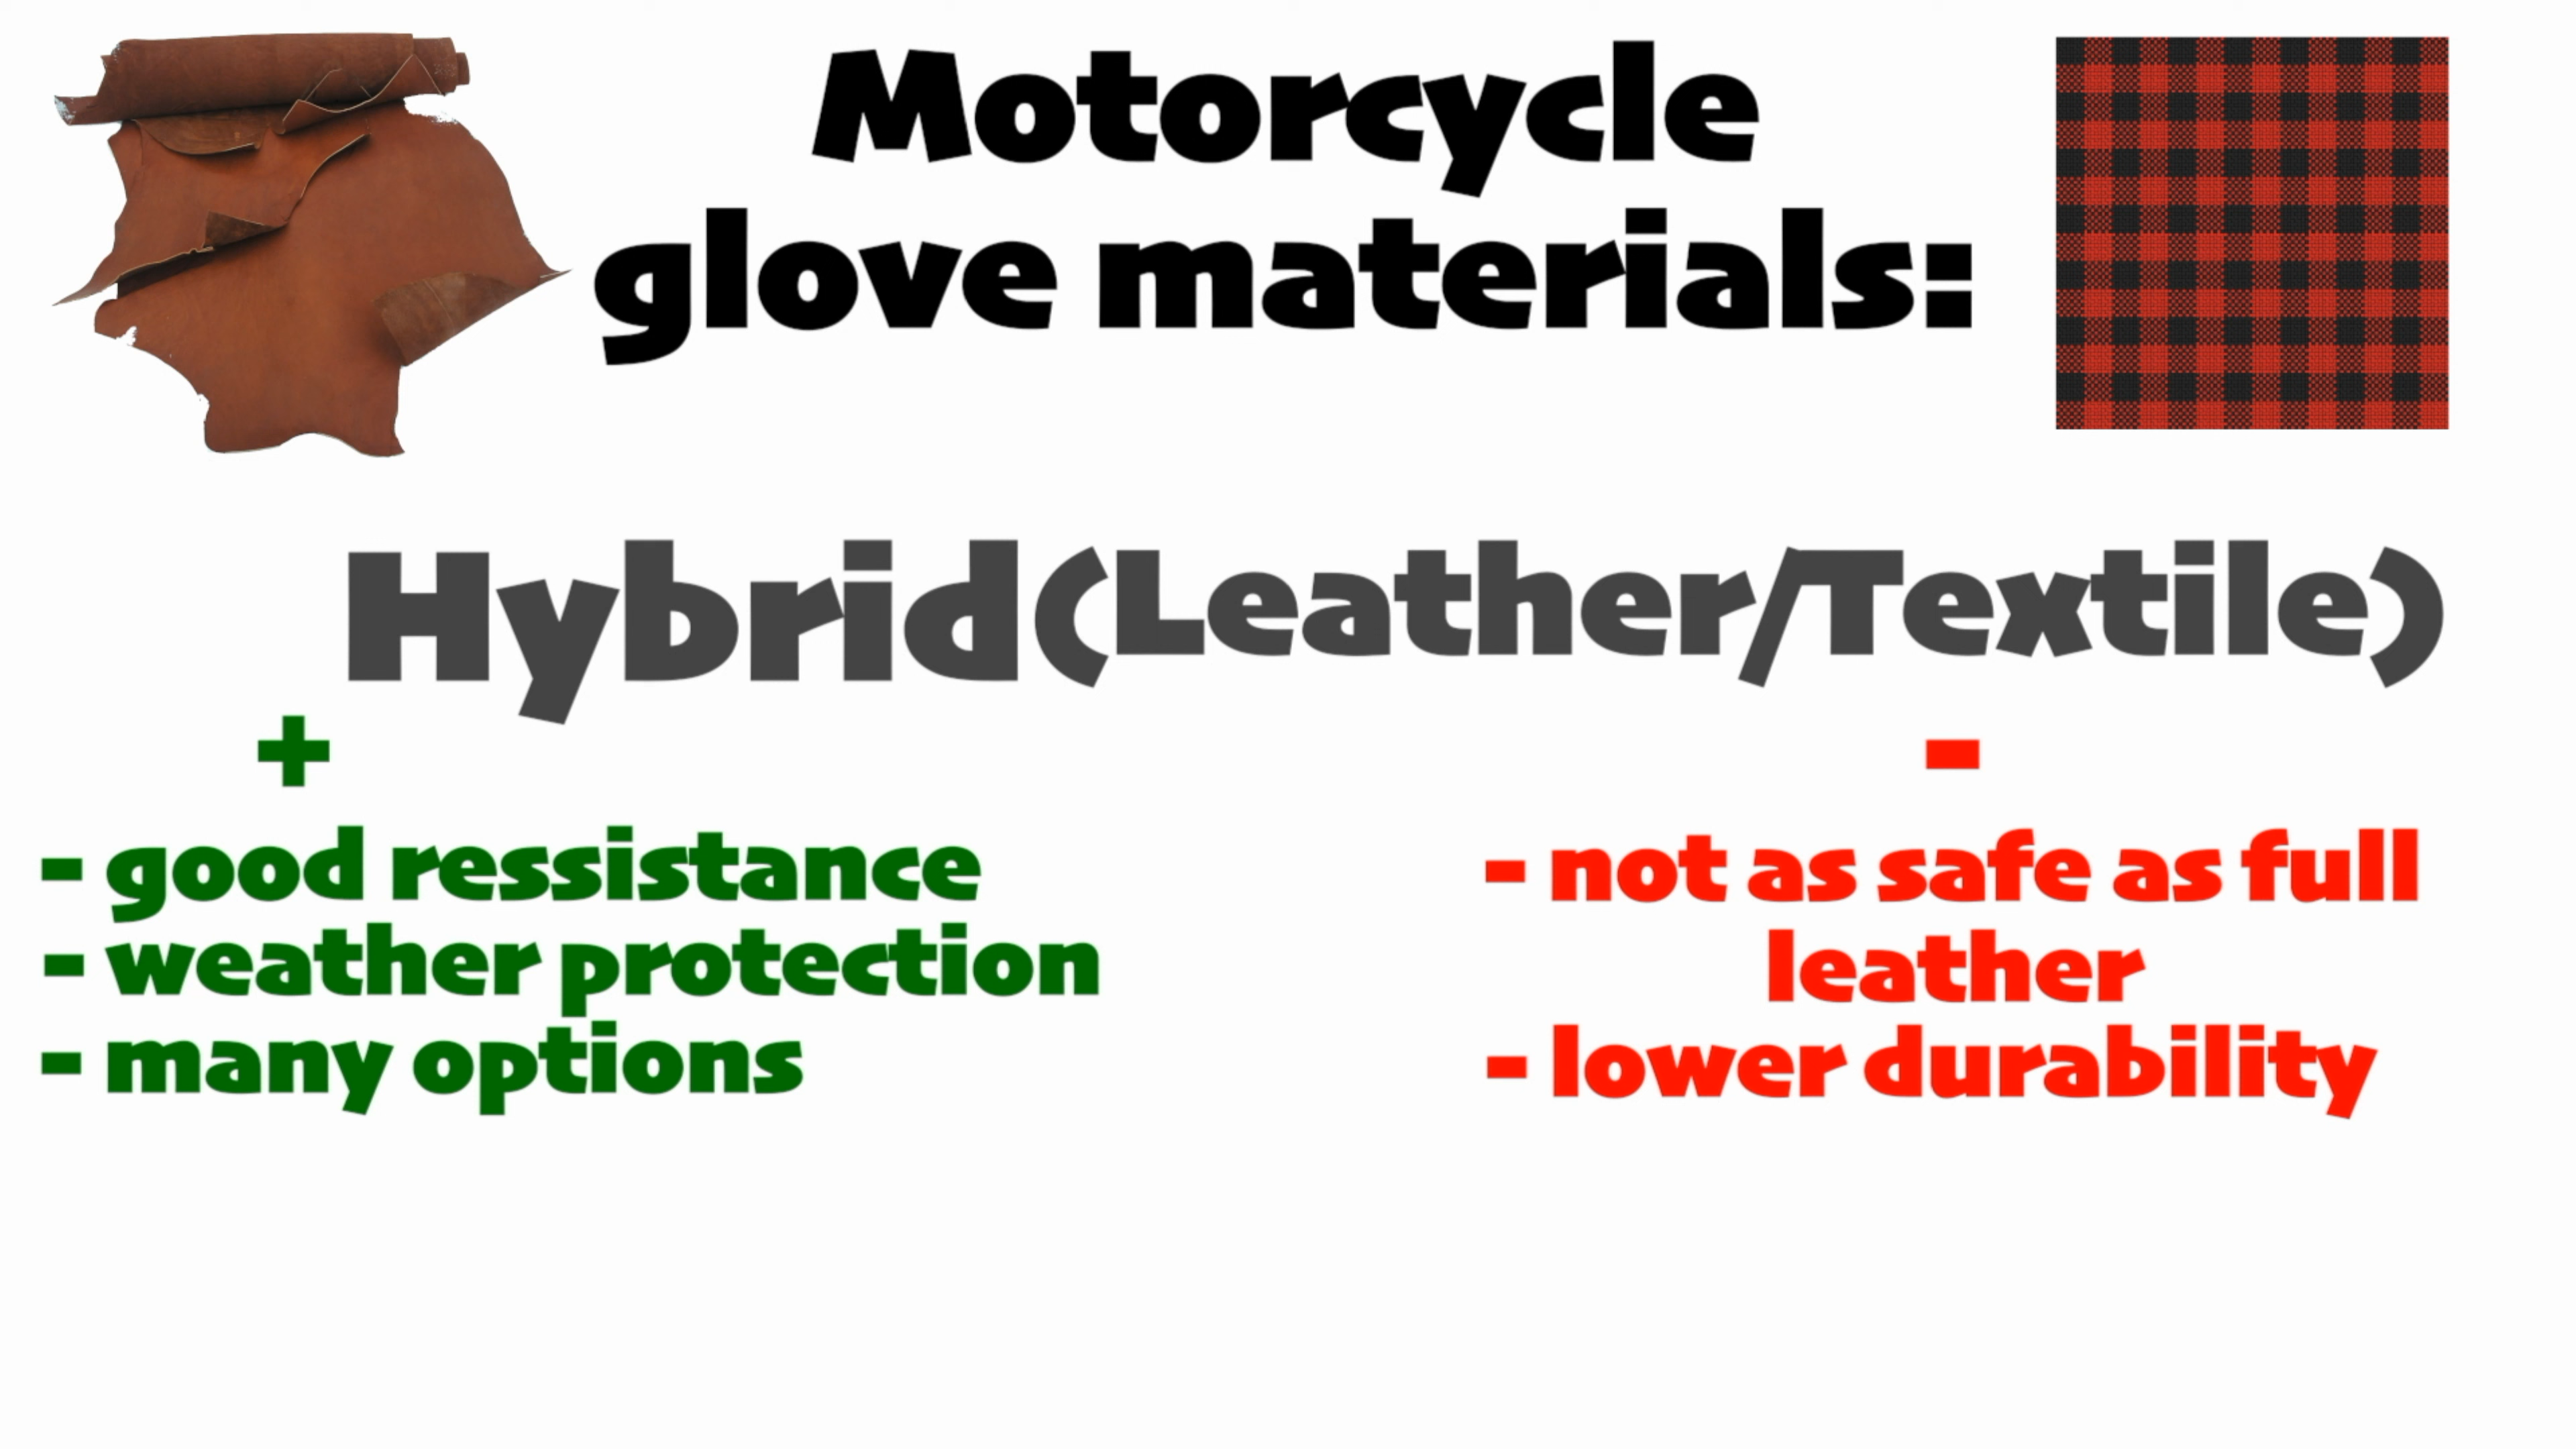 Motorcycle
glove materials:
Hybrid(Leather/Textile)
+
- good ressistance
- weather protection
- many options
-
- not as safe as full
leather
- lower durability